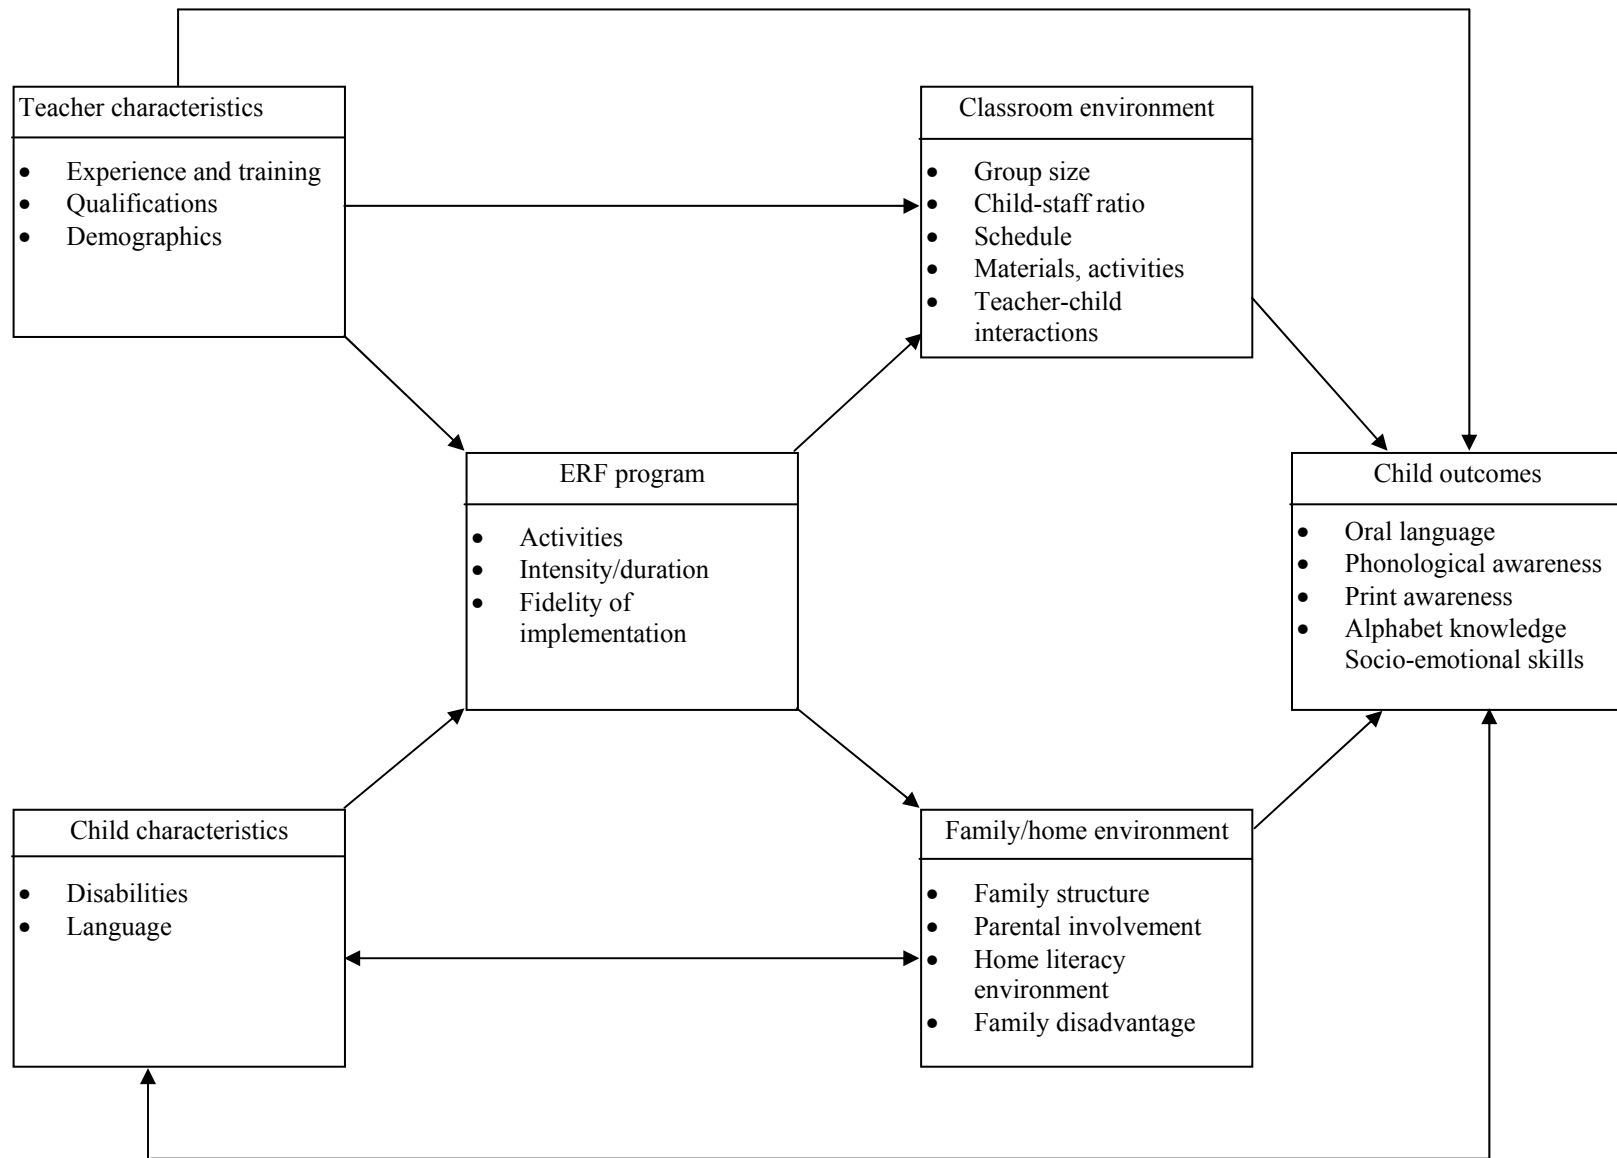 Teacher characteristics
• Experience and training
• Qualifications
• Demographics
Classroom environment
• Group size
• Child-staff ratio
• Schedule
• Materials, activities
• Teacher-child
interactions
ERF program
• Activities
• Intensity/duration
• Fidelity of
implementation
Child outcomes
• Oral language
• Phonological awareness
• Print awareness
• Alphabet knowledge
Socio-emotional skills
Child characteristics
• Disabilities
• Language
Family/home environment
• Family structure
• Parental involvement
• Home literacy
environment
• Family disadvantage